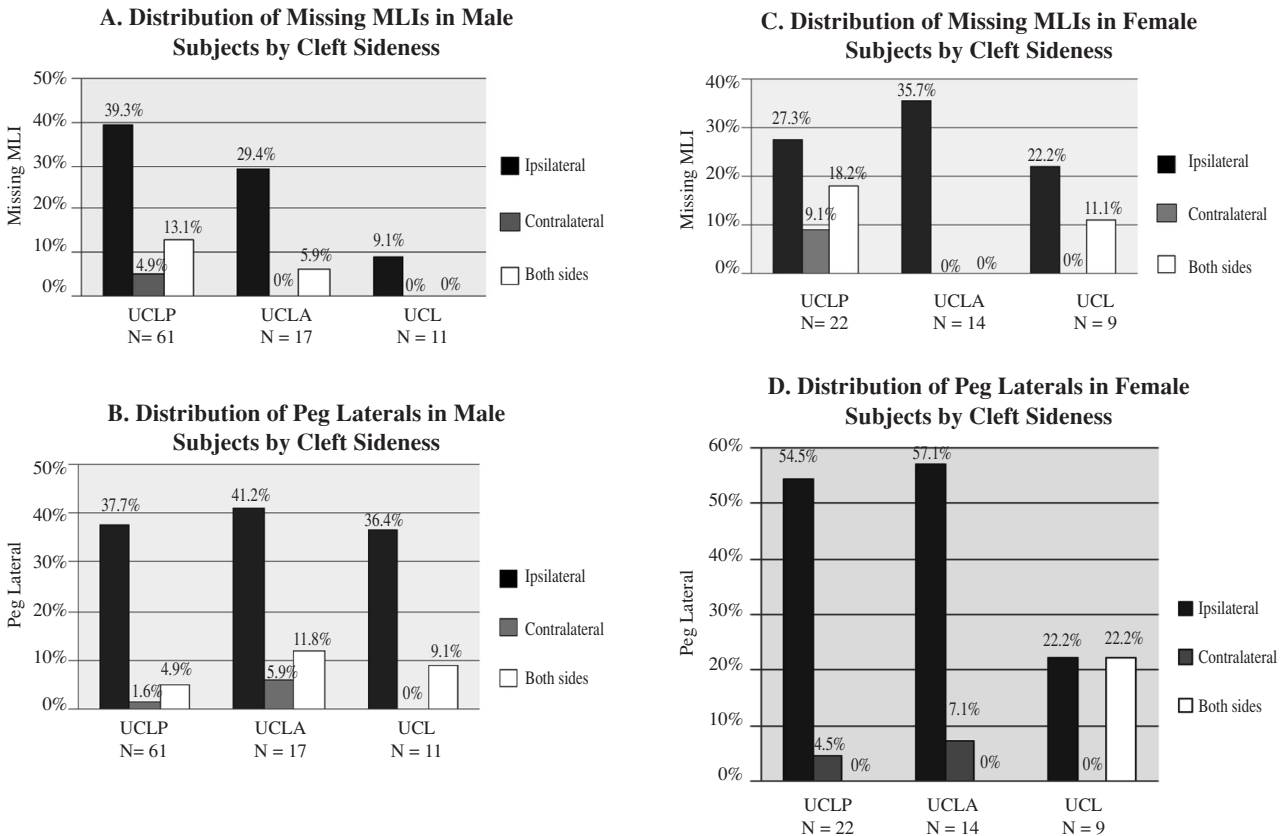 A. Distribution of Missing MLIs in Male
Subjects by Cleft Sideness
50%
40%
30%
20%
10%
0%
Missing MLI
39.3%
4.9%
13.1%
29.4%
0%
5.9%
9.1%
0%
0%
UCLP
N= 61
UCLA
N = 17
UCL
N = 11
Ipsilateral
Contralateral
Both sides
B. Distribution of Peg Laterals in Male
Subjects by Cleft Sideness
50%
40%
30%
20%
10%
0%
Peg Lateral
37.7%
1.6%
4.9%
41.2%
5.9%
11.8%
36.4%
0%
9.1%
UCLP
N= 61
UCLA
N = 17
UCL
N = 11
Ipsilateral
Contralateral
Both sides
C. Distribution of Missing MLIs in Female
Subjects by Cleft Sideness
40%
30%
20%
10%
0%
Missing MLI
27.3%
9.1%
18.2%
35.7%
0%
0%
22.2%
0%
11.1%
UCLP
N= 22
UCLA
N = 14
UCL
N = 9
Ipsilateral
Contralateral
Both sides
D. Distribution of Peg Laterals in Female
Subjects by Cleft Sideness
60%
50%
40%
30%
20%
10%
0%
Peg Lateral
54.5%
4.5%
0%
57.1%
7.1%
0%
22.2%
0%
22.2%
UCLP
N = 22
UCLA
N = 14
UCL
N = 9
Ipsilateral
Contralateral
Both sides